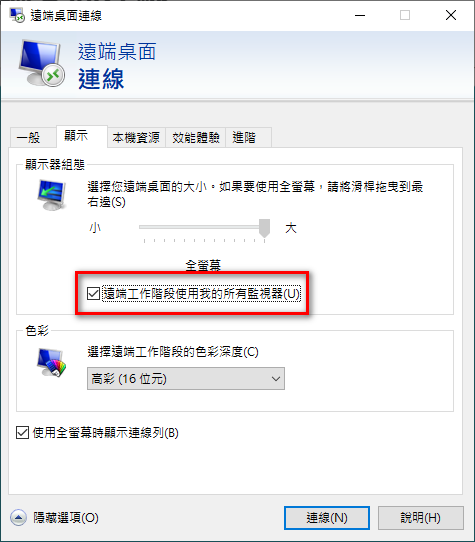 遠端桌面連線
遠端桌面
連線
一般 顯示 本機資源 效能體驗 進階
顯示器組態
選擇您遠端桌面的大小。如果要使用全螢幕，請將滑桿拖曳到最
右邊(S)
小 大
全螢幕
遠端工作階段使用我的所有監視器(U)
色彩
選擇遠端工作階段的色彩深度(C)
高彩 (16 位元)
使用全螢幕時顯示連線列(B)
隱藏選項(O) 連線(N) 說明(H)